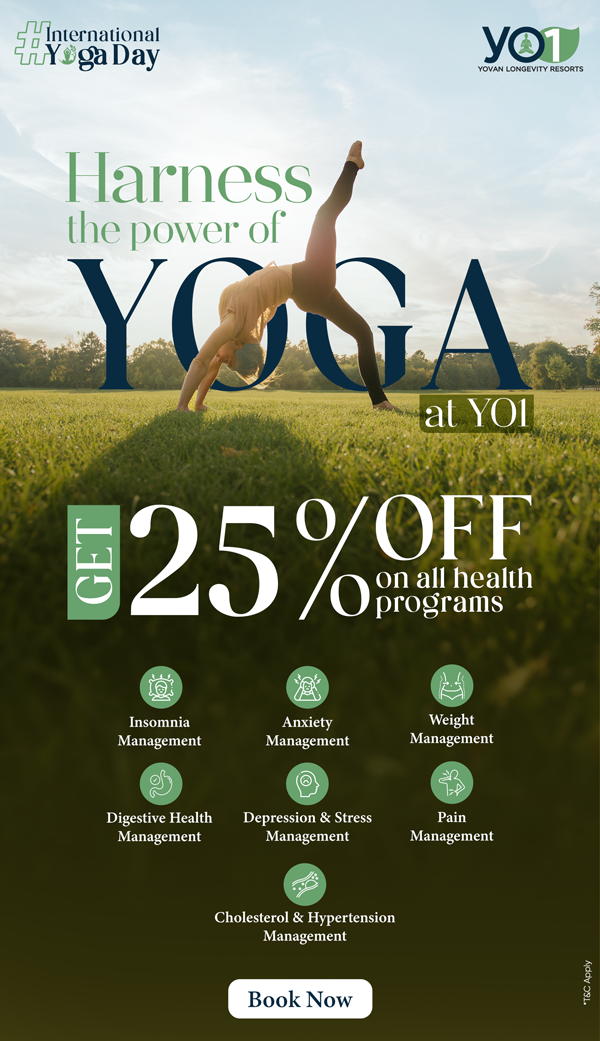 #International
Yoga Day
YO1
YOVAN LONGEVITY RESORTS
Harness
the power of
YOGA
at YO1
GET
25% OFF
on all health
programs
Insomnia
Management
Anxiety
Management
Weight
Management
Digestive Health
Management
Depression & Stress
Management
Pain
Management
Cholesterol & Hypertension
Management
Book Now
*T&C Apply